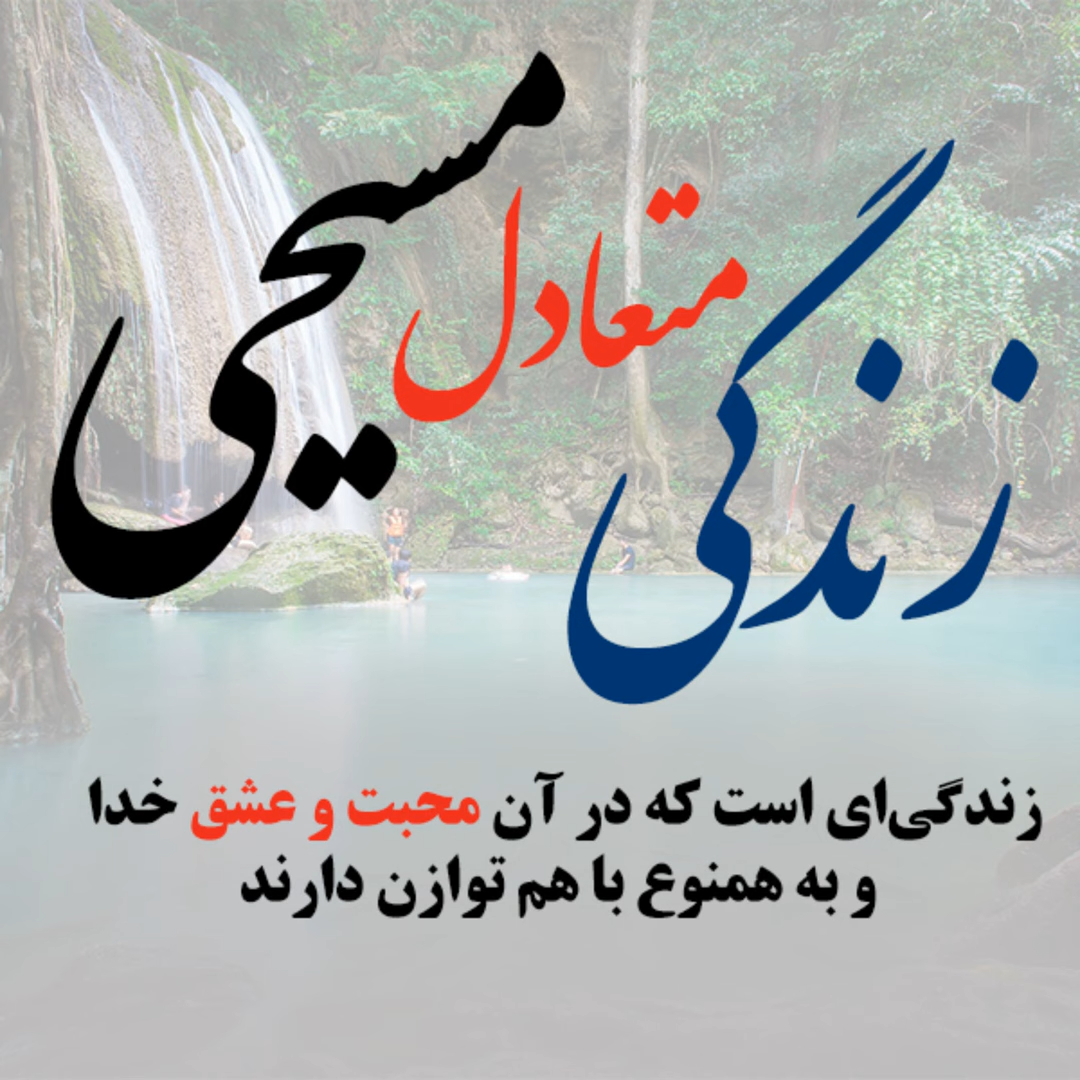 زندگی متعادل مسیحی
زندگی‌ای است که در آن محبت و عشق خدا
و به همنوع با هم توازن دارند